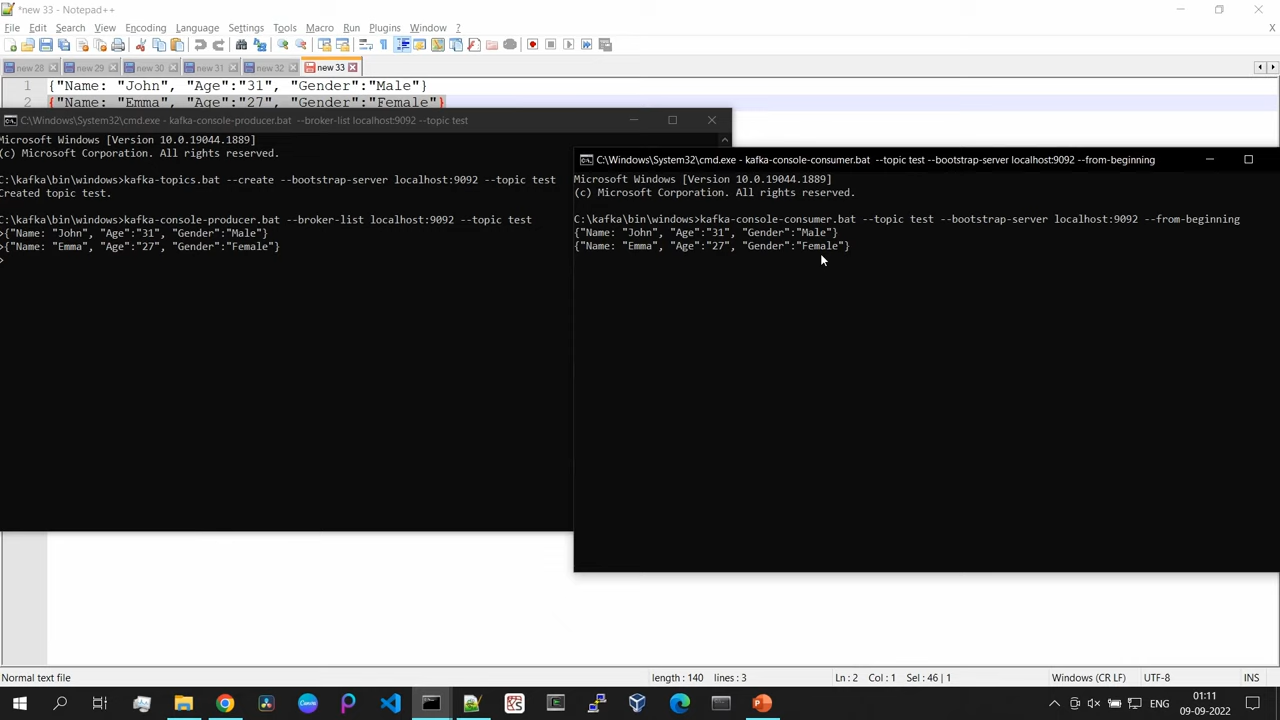 *new 33 - Notepad++
File Edit Search View Encoding Language Settings Tools Macro Run Plugins Window ?
X
new 28 new 29 new 30 new 31 new 32 new 33
1 {"Name: "John", "Age":"31", "Gender":"Male"}
2 {"Name: "Emma", "Age":"27", "Gender":"Female"}
C:\Windows\System32\cmd.exe - kafka-console-producer.bat --broker-list localhost:9092 --topic test
Microsoft Windows [Version 10.0.19044.1889]
(c) Microsoft Corporation. All rights reserved.
C:\kafka\bin\windows>kafka-topics.bat --create --bootstrap-server localhost:9092 --topic test
Created topic test.
C:\kafka\bin\windows>kafka-console-producer.bat --broker-list localhost:9092 --topic test
>{"Name: "John", "Age":"31", "Gender":"Male"}
>{"Name: "Emma", "Age":"27", "Gender":"Female"}
>
C:\Windows\System32\cmd.exe - kafka-console-consumer.bat --topic test --bootstrap-server localhost:9092 --from-beginning
Microsoft Windows [Version 10.0.19044.1889]
(c) Microsoft Corporation. All rights reserved.
C:\kafka\bin\windows>kafka-console-consumer.bat --topic test --bootstrap-server localhost:9092 --from-beginning
{"Name: "John", "Age":"31", "Gender":"Male"}
{"Name: "Emma", "Age":"27", "Gender":"Female"}
Normal text file length : 140 lines : 3 Ln : 2 Col : 1 Sel : 46 | 1 Windows (CR LF) UTF-8 INS
ENG
01:11
09-09-2022